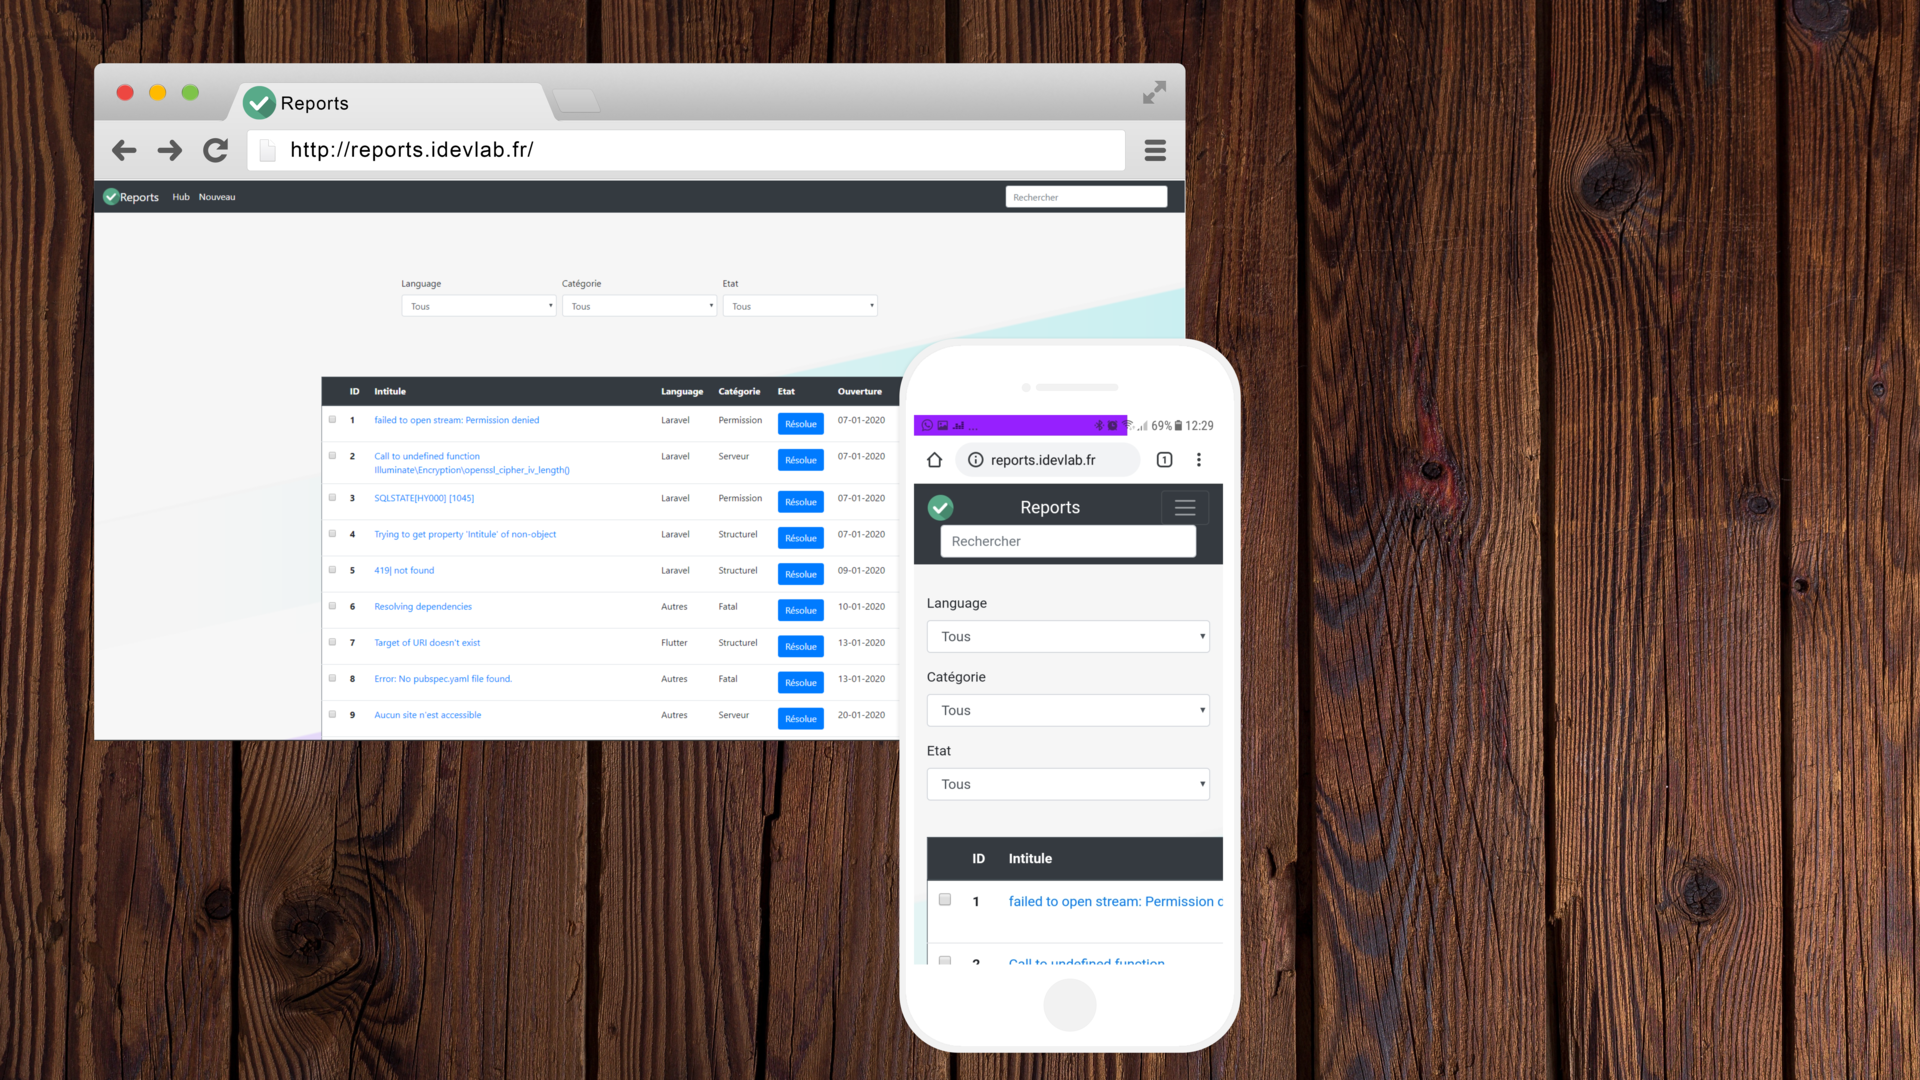 Reports
http://reports.idevlab.fr/
Reports Hub Nouveau Rechercher
Language Catégorie Etat
Tous Tous Tous
ID Intitule Language Catégorie Etat Ouverture
1 failed to open stream: Permission denied Laravel Permission Résolue 07-01-2020
2 Call to undefined function Laravel Serveur Résolue 07-01-2020
Illuminate\Encryption\openssl_cipher_iv_length()
3 SQLSTATE[HY000] [1045] Laravel Permission Résolue 07-01-2020
4 Trying to get property 'Intitule' of non-object Laravel Structurel Résolue 07-01-2020
5 419| not found Laravel Structurel Résolue 09-01-2020
6 Resolving dependencies Autres Fatal Résolue 10-01-2020
7 Target of URI doesn't exist Flutter Structurel Résolue 13-01-2020
8 Error: No pubspec.yaml file found. Autres Fatal Résolue 13-01-2020
9 Aucun site n'est accessible Autres Serveur Résolue 20-01-2020
... 69% 12:29
reports.idevlab.fr 1
Reports
Rechercher
Language
Tous
Catégorie
Tous
Etat
Tous
ID Intitule
1 failed to open stream: Permission d
2 Call to undefined function